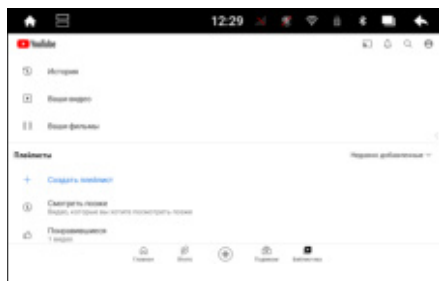 12:29
YouTube
История
Ваши видео
Ваши фильмы
Плейлисты
Недавно добавленные
Создать плейлист
Смотреть позже
Видео, которые вы хотите посмотреть позже
Понравившиеся
1 видео
Главная
Shorts
Подписки
Библиотека